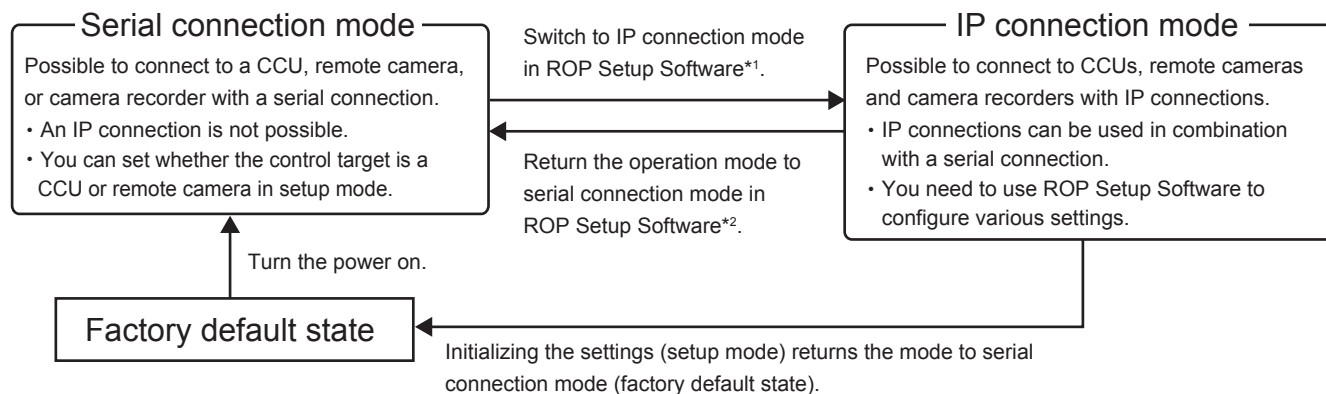 Serial connection mode
Possible to connect to a CCU, remote camera,
or camera recorder with a serial connection.
・ An IP connection is not possible.
・ You can set whether the control target is a
CCU or remote camera in setup mode.
Switch to IP connection mode
in ROP Setup Software*1.
Return the operation mode to
serial connection mode in
ROP Setup Software*2.
IP connection mode
Possible to connect to CCUs, remote cameras
and camera recorders with IP connections.
・ IP connections can be used in combination
with a serial connection.
・ You need to use ROP Setup Software to
configure various settings.
Turn the power on.
Factory default state
Initializing the settings (setup mode) returns the mode to serial
connection mode (factory default state).